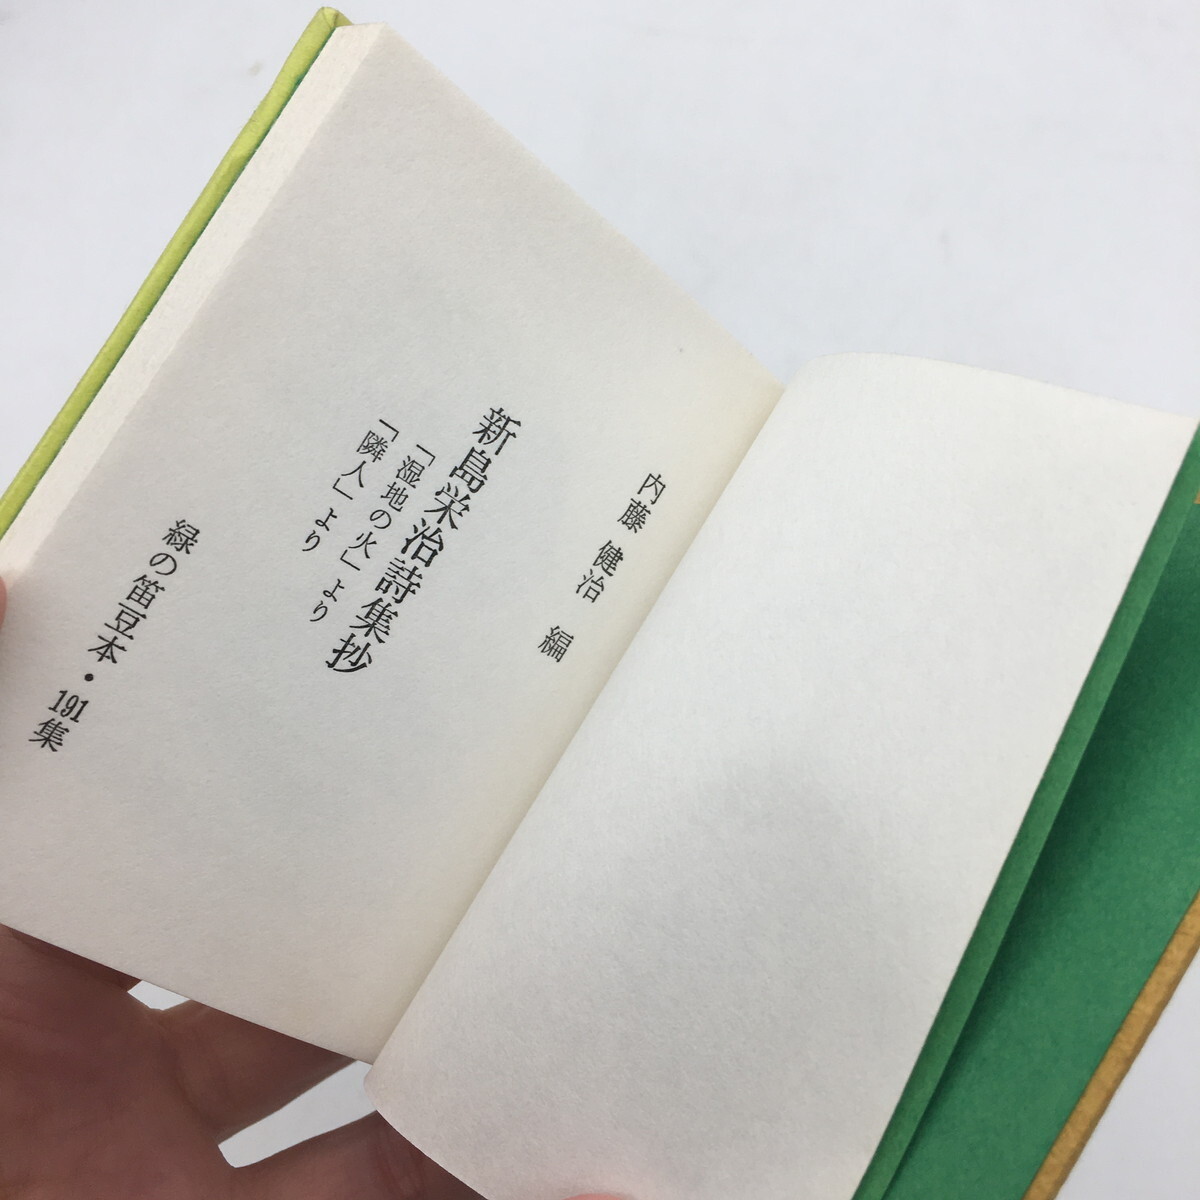 内藤 健治 編
新島栄治詩集抄
「湿地の火」より
「隣人」より
緑の笛豆本・191集